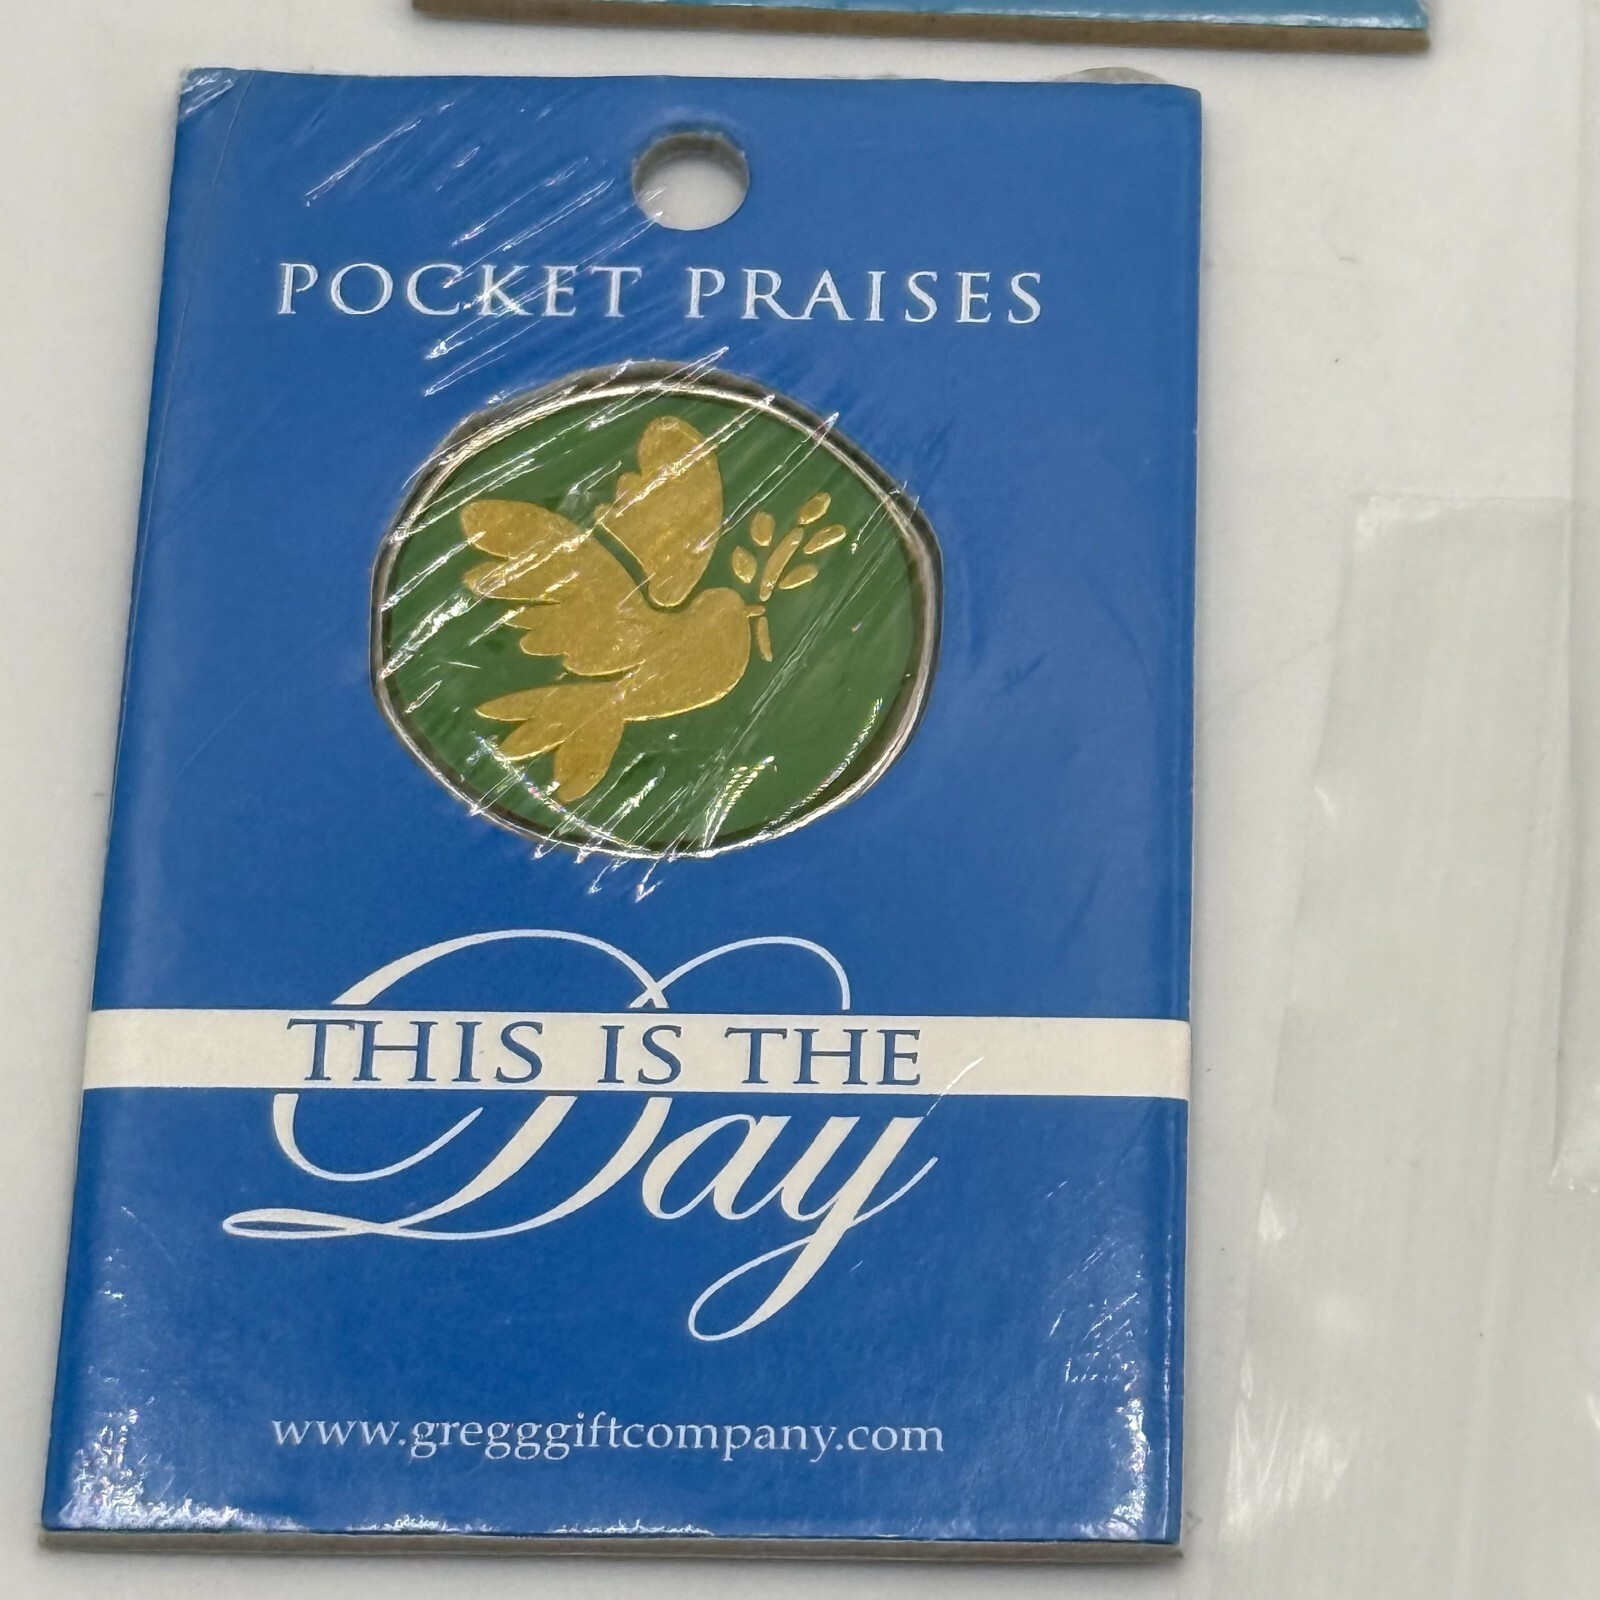 POCKET PRAISES
THIS IS THE
Day
www.gregggiftcompany.com